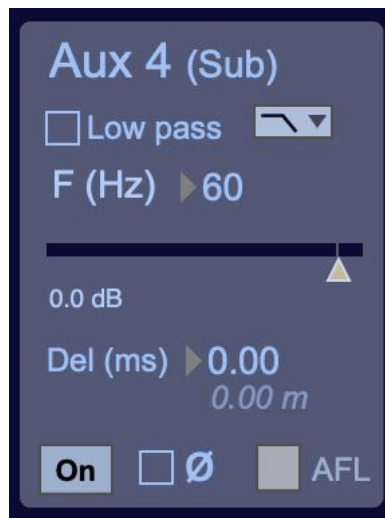 Aux 4 (Sub)
Low pass
F (Hz) 60
0.0 dB
Del (ms) 0.00
0.00 m
On Ø AFL